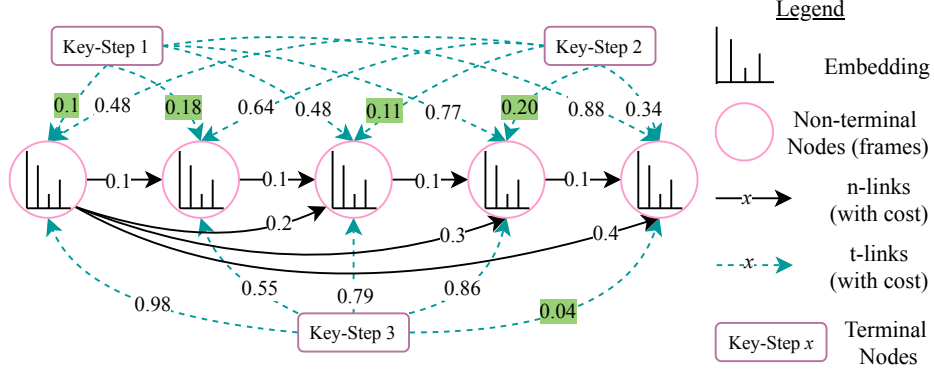 Legend
Key-Step 1
Key-Step 2
Embedding
0.1
0.48
0.18
0.64
0.48
0.11
0.77
0.20
0.88
0.34
Non-terminal
Nodes (frames)
0.1
0.1
0.1
0.1
x
n-links
(with cost)
0.2
0.3
0.4
x
t-links
(with cost)
0.98
0.55
0.79
0.86
0.04
Key-Step 3
Key-Step x
Terminal
Nodes